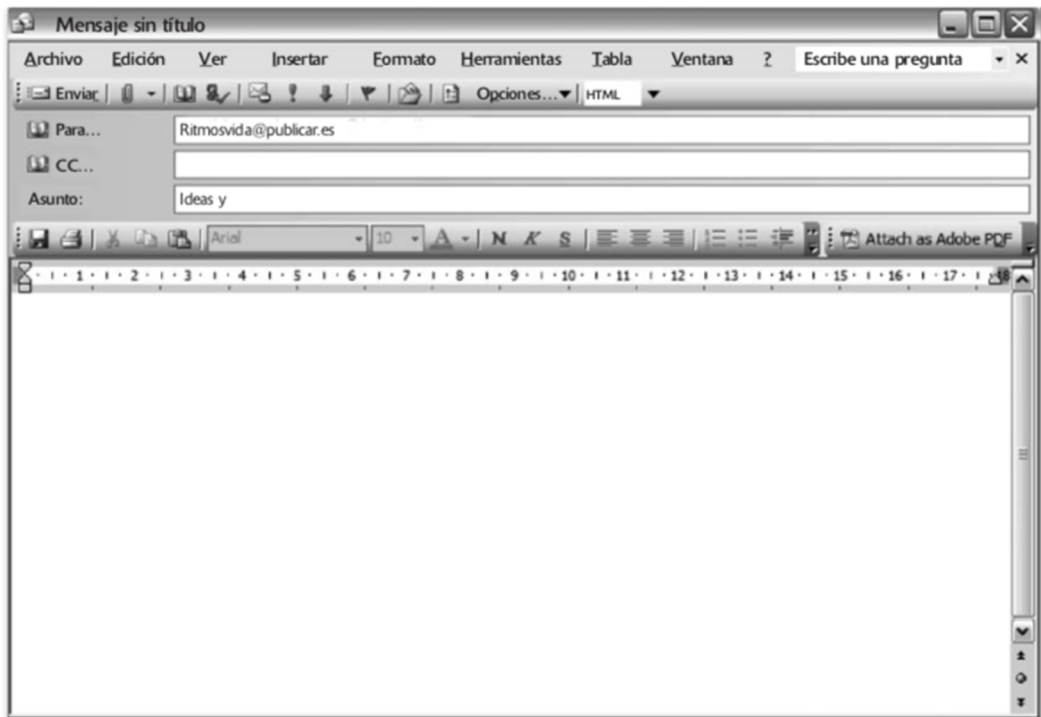 Mensaje sin título
Archivo Edición Ver Insertar Formato Herramientas Tabla Ventana ? Escribe una pregunta
Enviar Opciones... HTML
Para... Ritmosvida@publicar.es
CC...
Asunto: Ideas y
Arial 10 A N K S Attach as Adobe PDF
1 2 3 4 5 6 7 8 9 10 11 12 13 14 15 16 17 18